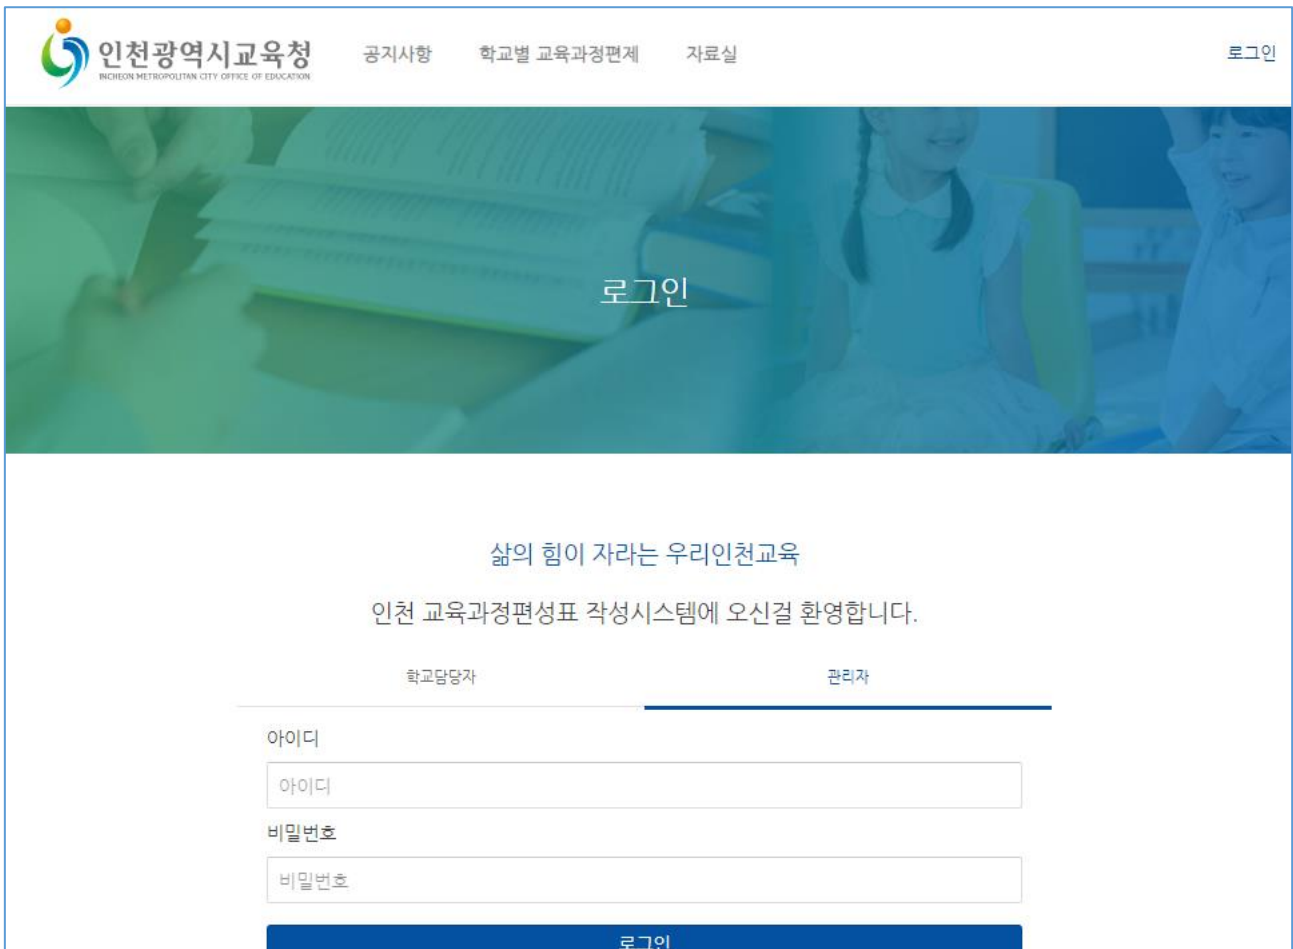 인천광역시교육청
INCHEON METROPOLITAN CITY OFFICE OF EDUCATION
공지사항 학교별 교육과정편제 자료실 로그인
로그인
삶의 힘이 자라는 우리인천교육
인천 교육과정편성표 작성시스템에 오신걸 환영합니다.
학교담당자 관리자
아이디
아이디
비밀번호
비밀번호
로그인